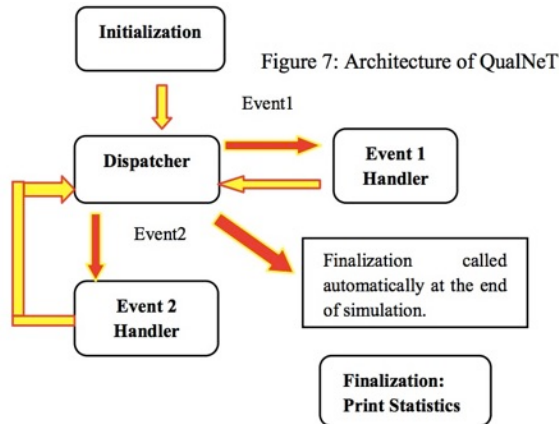 Initialization
Figure 7: Architecture of QualNeT
Event1
Dispatcher
Event 1
Handler
Event2
Finalization called
automatically at the end
of simulation.
Event 2
Handler
Finalization:
Print Statistics